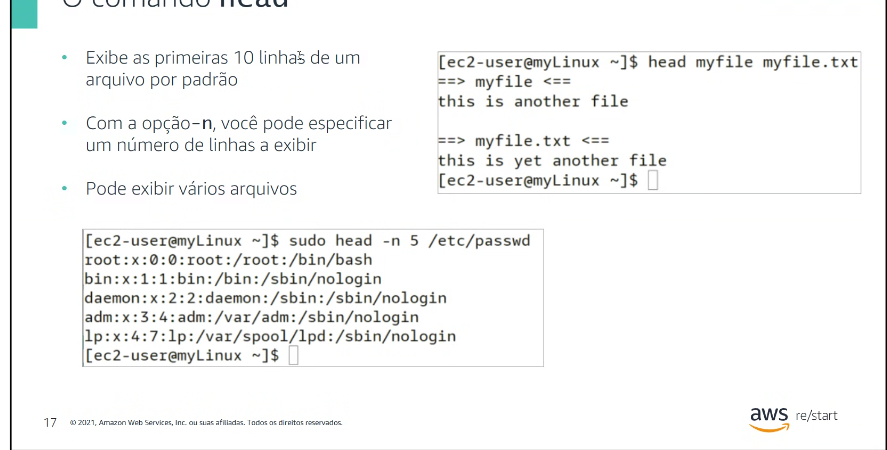 O comando head
• Exibe as primeiras 10 linhas de um
arquivo por padrão
• Com a opção-n, você pode especificar
um número de linhas a exibir
• Pode exibir vários arquivos
[ec2-user@myLinux ~]$ head myfile myfile.txt
==> myfile <==
this is another file
==> myfile.txt <==
this is yet another file
[ec2-user@myLinux ~]$
[ec2-user@myLinux ~]$ sudo head -n 5 /etc/passwd
root:x:0:0:root:/root:/bin/bash
bin:x:1:1:bin:/bin:/sbin/nologin
daemon:x:2:2:daemon:/sbin:/sbin/nologin
adm:x:3:4:adm:/var/adm:/sbin/nologin
lp:x:4:7:lp:/var/spool/lpd:/sbin/nologin
[ec2-user@myLinux ~]$
17 © 2021, Amazon Web Services, Inc. ou suas afiliadas. Todos os direitos reservados.
aws re/start